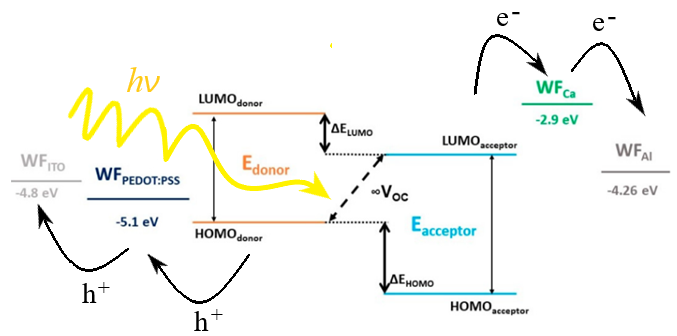 e⁻
e⁻
hν
LUMOdonor
WFCa
-2.9 eV
ΔELUMO
LUMOacceptor
WFITO
-4.8 eV
WFPEDOT:PSS
-5.1 eV
Edonor
∞VOC
WFAl
-4.26 eV
HOMOdonor
Eacceptor
ΔEHOMO
HOMOacceptor
h⁺
h⁺